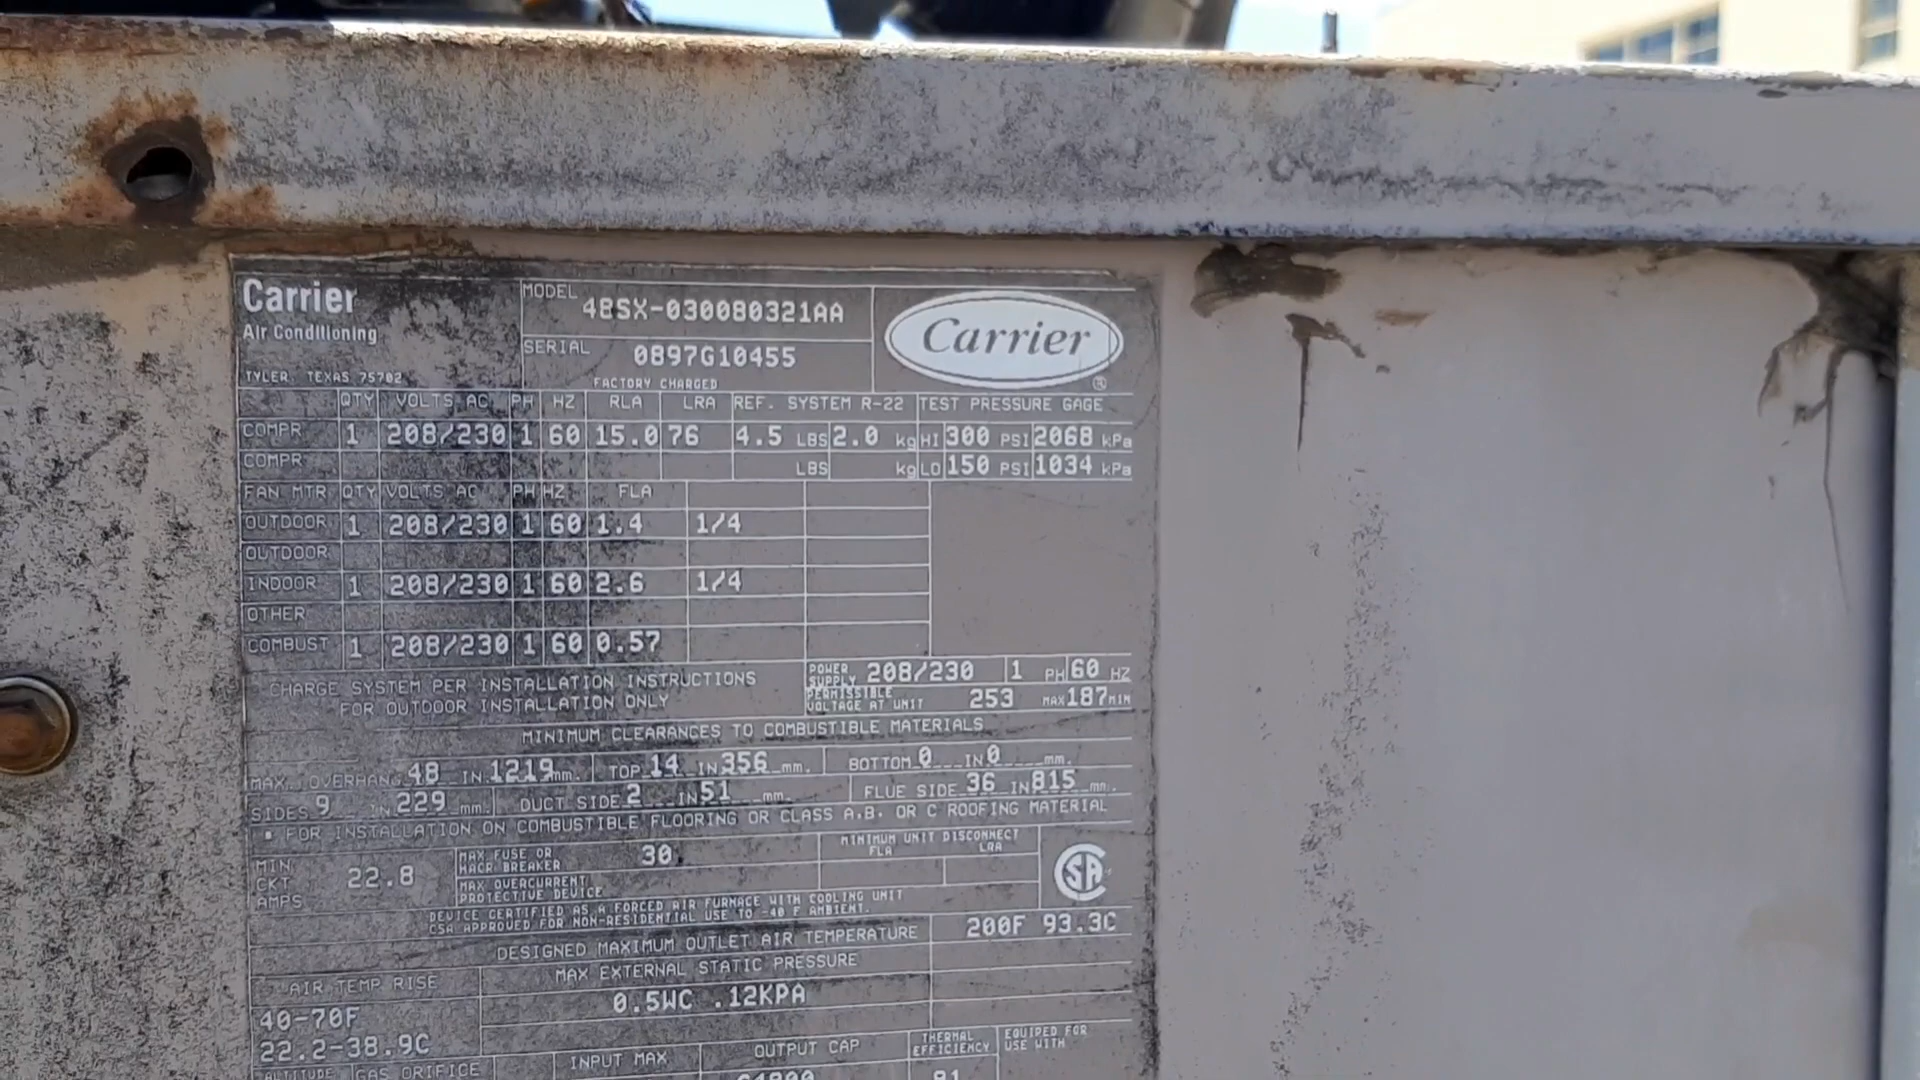 Carrier
Air Conditioning
TYLER, TEXAS 75702
MODEL 48SX-030080321AA
SERIAL 0897G10455
FACTORY CHARGED
Carrier ®
QTY VOLTS AC PH HZ RLA LRA REF. SYSTEM R-22 TEST PRESSURE GAGE
COMPR 1 208/230 1 60 15.0 76 4.5 LBS 2.0 kg HI 300 PSI 2068 kPa
COMPR LBS kg LO 150 PSI 1034 kPa
FAN MTR QTY VOLTS AC PH HZ FLA
OUTDOOR 1 208/230 1 60 1.4 1/4
OUTDOOR
INDOOR 1 208/230 1 60 2.6 1/4
OTHER
COMBUST 1 208/230 1 60 0.57
CHARGE SYSTEM PER INSTALLATION INSTRUCTIONS
FOR OUTDOOR INSTALLATION ONLY
POWER SUPPLY 208/230 1 PH 60 HZ
PERMISSIBLE VOLTAGE AT UNIT 253 MAX 187 MIN
MINIMUM CLEARANCES TO COMBUSTIBLE MATERIALS
MAX. OVERHANG 48 IN 1219 mm. TOP 14 IN 356 mm. BOTTOM 0 IN 0 mm.
SIDES 9 IN 229 mm. DUCT SIDE 2 IN 51 mm. FLUE SIDE 36 IN 815 mm.
• FOR INSTALLATION ON COMBUSTIBLE FLOORING OR CLASS A.B. OR C ROOFING MATERIAL
MIN CKT AMPS 22.8
MAX FUSE OR HACR BREAKER 30
MAX OVERCURRENT PROTECTIVE DEVICE
MINIMUM UNIT DISCONNECT
FLA LRA
SA
DEVICE CERTIFIED AS A FORCED AIR FURNACE WITH COOLING UNIT
CSA APPROVED FOR NON-RESIDENTIAL USE TO -40 F AMBIENT.
DESIGNED MAXIMUM OUTLET AIR TEMPERATURE 200F 93.3C
AIR TEMP RISE
40-70F
22.2-38.9C
MAX EXTERNAL STATIC PRESSURE
0.5WC .12KPA
ALTITUDE GAS ORIFICE INPUT MAX OUTPUT CAP THERMAL EFFICIENCY EQUIPED FOR USE WITH
81